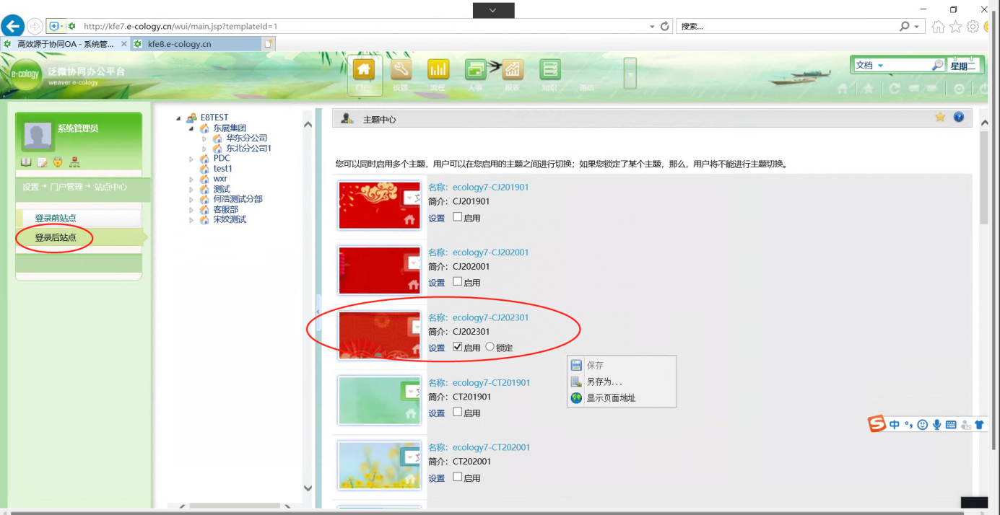 http://kfe7.e-cology.cn/wui/main.jsp?templateId=1
搜索...
高效源于协同OA - 系统管...
kfe8.e-cology.cn
e-cology
泛微协同办公平台
weaver e-cology
门户
设置
流程
人事
报表
知识
通信
文档
星期二
系统管理员
设置 → 门户管理 → 站点中心
登录前站点
登录后站点
E8TEST
东展集团
华东分公司
东北分公司1
PDC
test1
wxr
测试
何浩测试分部
客服部
宋姣测试
主题中心
您可以同时启用多个主题，用户可以在您启用的主题之间进行切换；如果您锁定了某个主题，那么，用户将不能进行主题切换。
名称：ecology7-CJ201901
简介：CJ201901
设置 启用
名称：ecology7-CJ202001
简介：CJ202001
设置 启用
名称：ecology7-CJ202301
简介：CJ202301
设置 启用 锁定
名称：ecology7-CT201901
简介：CT201901
设置 启用
名称：ecology7-CT202001
简介：CT202001
设置 启用
保存
另存为...
显示页面地址
中